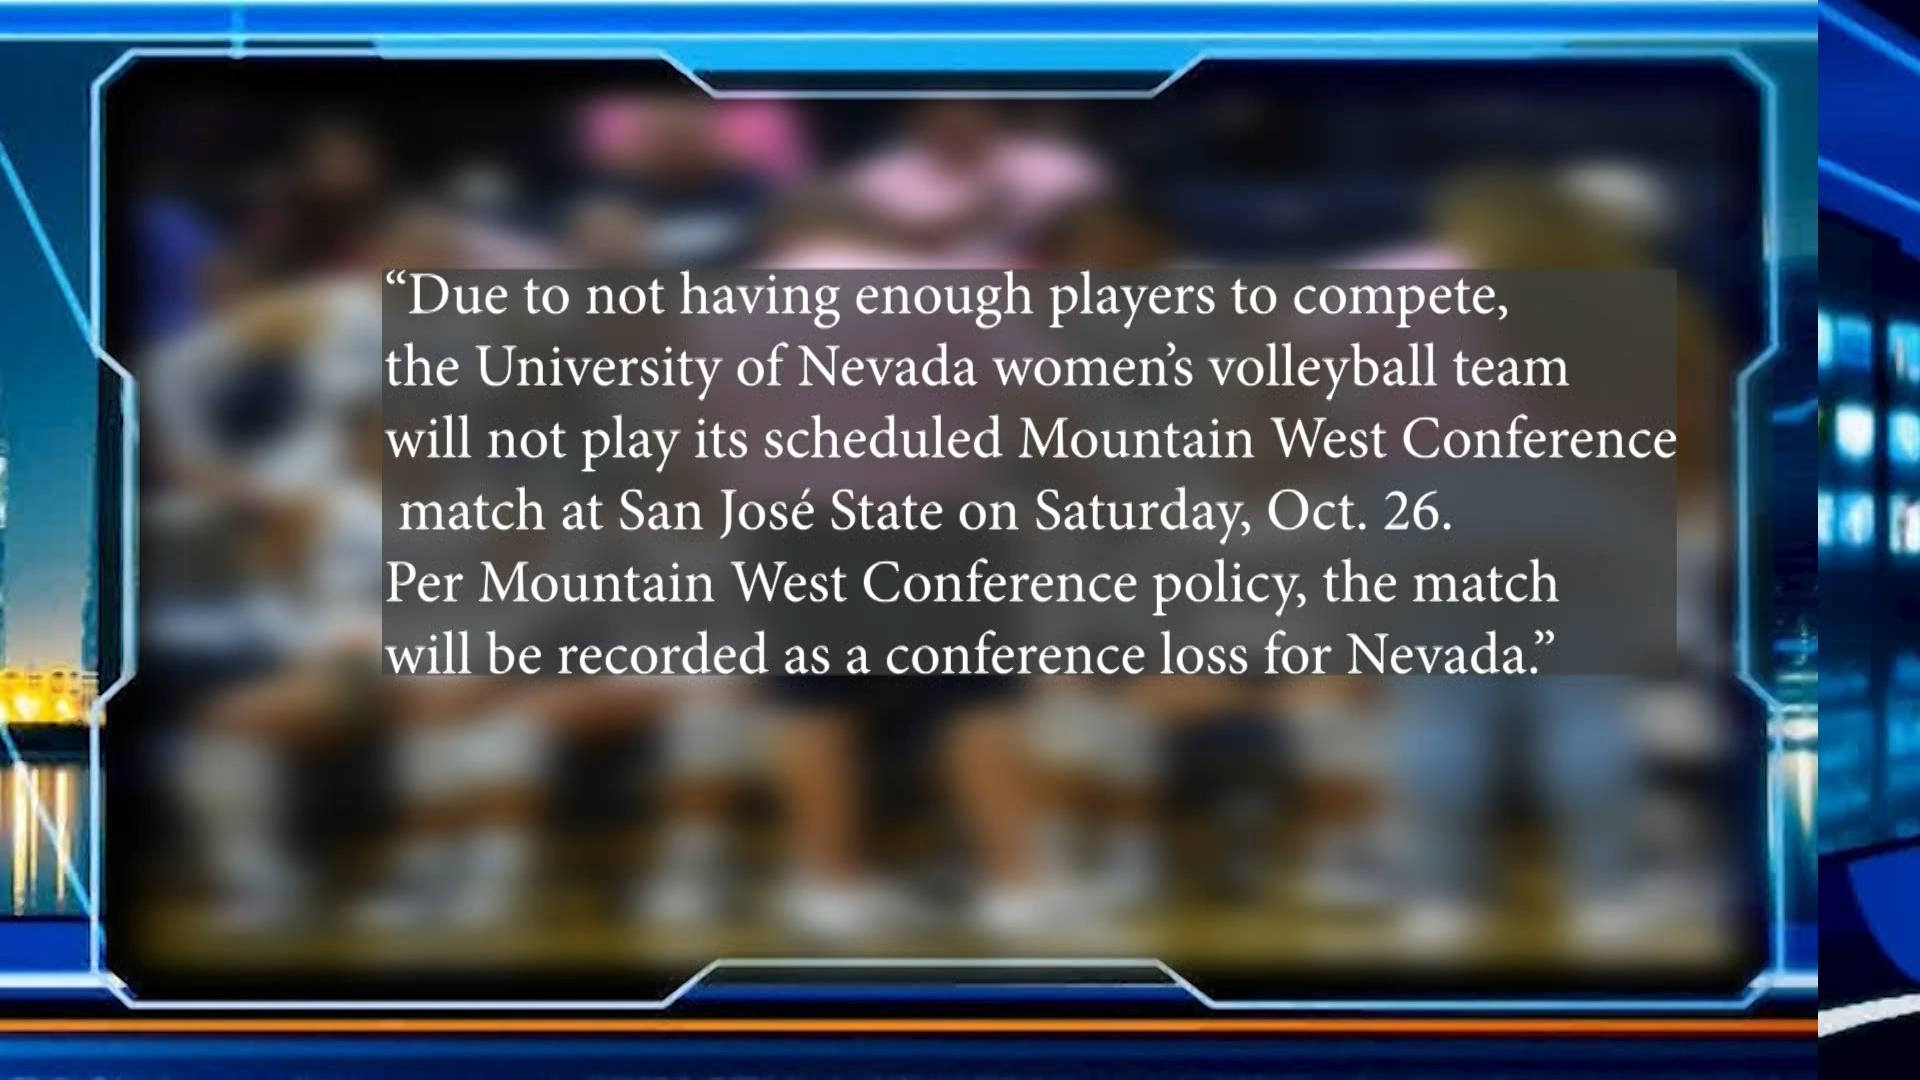 “Due to not having enough players to compete,
the University of Nevada women’s volleyball team
will not play its scheduled Mountain West Conference
match at San José State on Saturday, Oct. 26.
Per Mountain West Conference policy, the match
will be recorded as a conference loss for Nevada.”